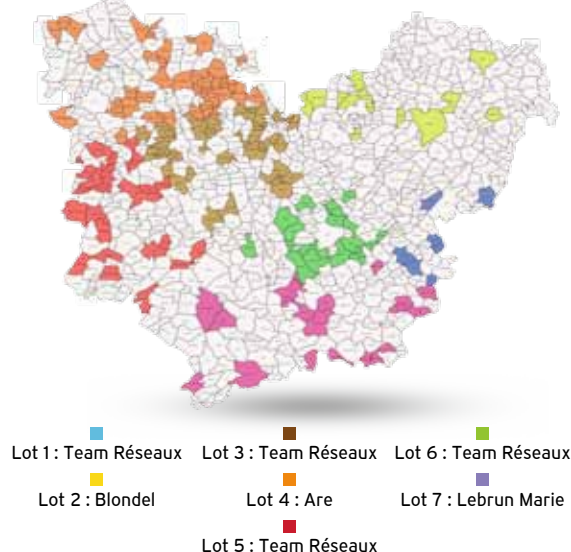 Lot 1 : Team Réseaux
Lot 3 : Team Réseaux
Lot 6 : Team Réseaux
Lot 2 : Blondel
Lot 4 : Are
Lot 7 : Lebrun Marie
Lot 5 : Team Réseaux